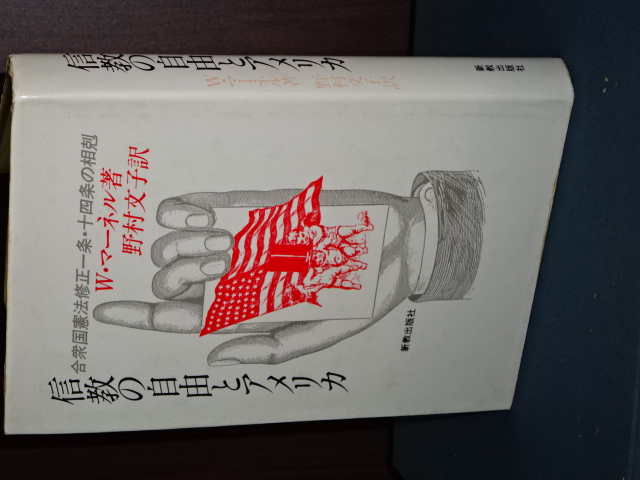 信教の自由とアメリカ
W・マーネル著
野村文子訳
新教出版社
合衆国憲法修正一条・十四条の相剋
W・マーネル著
野村文子訳
信教の自由とアメリカ
新教出版社